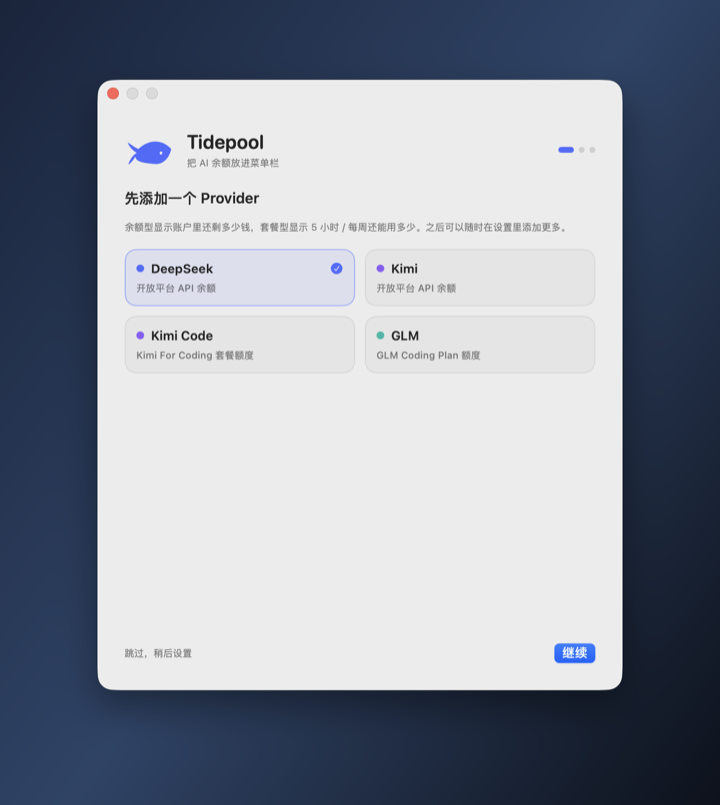 Tidepool
把 AI 余额放进菜单栏
先添加一个 Provider
余额型显示账户里还剩多少钱，套餐型显示 5 小时 / 每周还能用多少。之后可以随时在设置里添加更多。
DeepSeek
开放平台 API 余额
Kimi
开放平台 API 余额
Kimi Code
Kimi For Coding 套餐额度
GLM
GLM Coding Plan 额度
跳过，稍后设置
继续